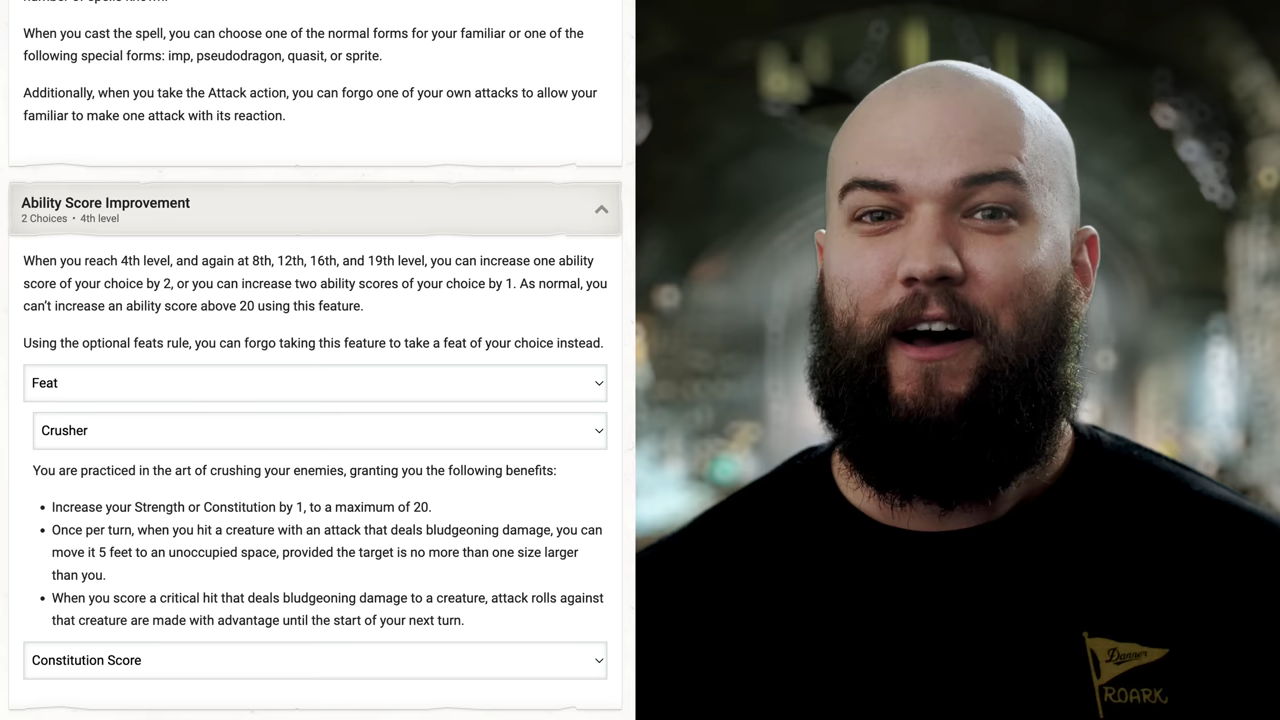 When you cast the spell, you can choose one of the normal forms for your familiar or one of the
following special forms: imp, pseudodragon, quasit, or sprite.
Additionally, when you take the Attack action, you can forgo one of your own attacks to allow your
familiar to make one attack with its reaction.
Ability Score Improvement
2 Choices • 4th level
When you reach 4th level, and again at 8th, 12th, 16th, and 19th level, you can increase one ability
score of your choice by 2, or you can increase two ability scores of your choice by 1. As normal, you
can’t increase an ability score above 20 using this feature.
Using the optional feats rule, you can forgo taking this feature to take a feat of your choice instead.
Feat
Crusher
You are practiced in the art of crushing your enemies, granting you the following benefits:
• Increase your Strength or Constitution by 1, to a maximum of 20.
• Once per turn, when you hit a creature with an attack that deals bludgeoning damage, you can
move it 5 feet to an unoccupied space, provided the target is no more than one size larger
than you.
• When you score a critical hit that deals bludgeoning damage to a creature, attack rolls against
that creature are made with advantage until the start of your next turn.
Constitution Score
Danner
ROARK